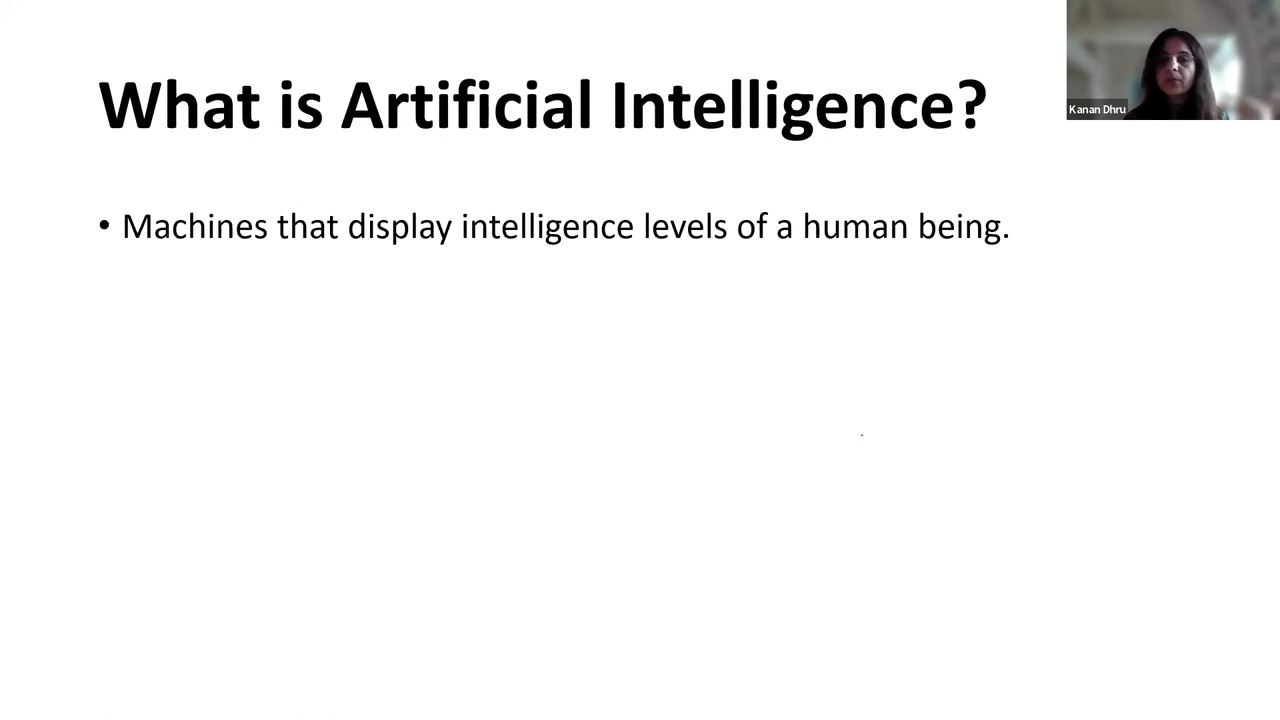 What is Artificial Intelligence?
Kanan Dhru
• Machines that display intelligence levels of a human being.